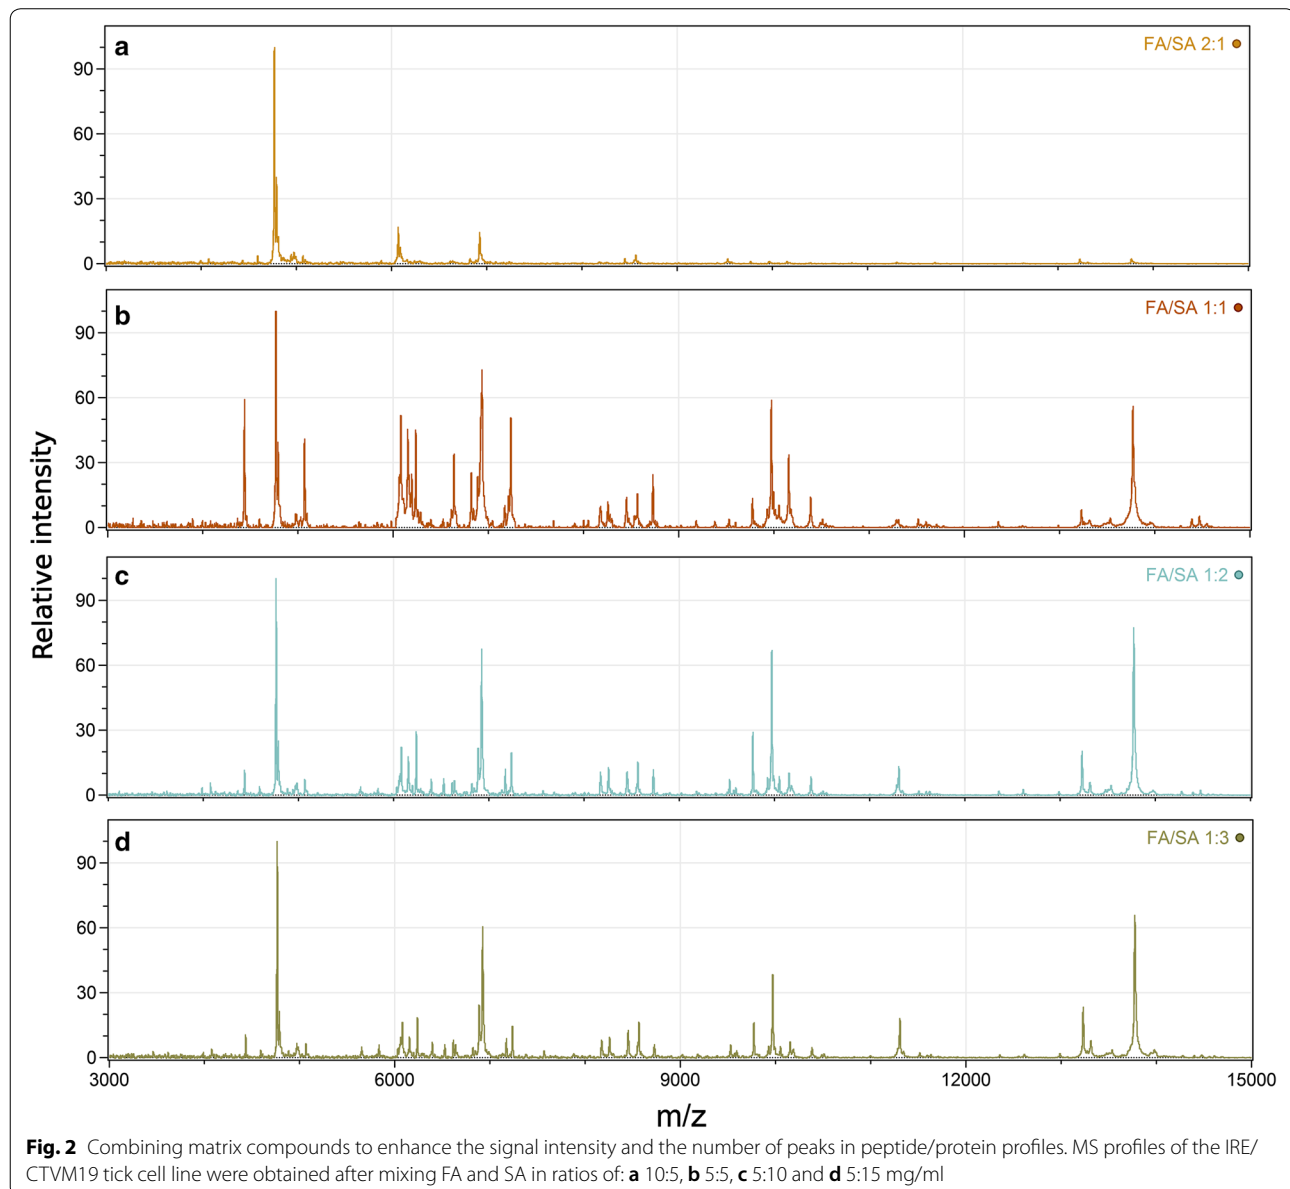 a
FA/SA 2:1
90
60
30
0
b
FA/SA 1:1
90
60
30
0
c
FA/SA 1:2
90
60
30
0
d
FA/SA 1:3
90
60
30
0
Relative intensity
3000 6000 9000 12000 15000
m/z
Fig. 2 Combining matrix compounds to enhance the signal intensity and the number of peaks in peptide/protein profiles. MS profiles of the IRE/
CTVM19 tick cell line were obtained after mixing FA and SA in ratios of: a 10:5, b 5:5, c 5:10 and d 5:15 mg/ml